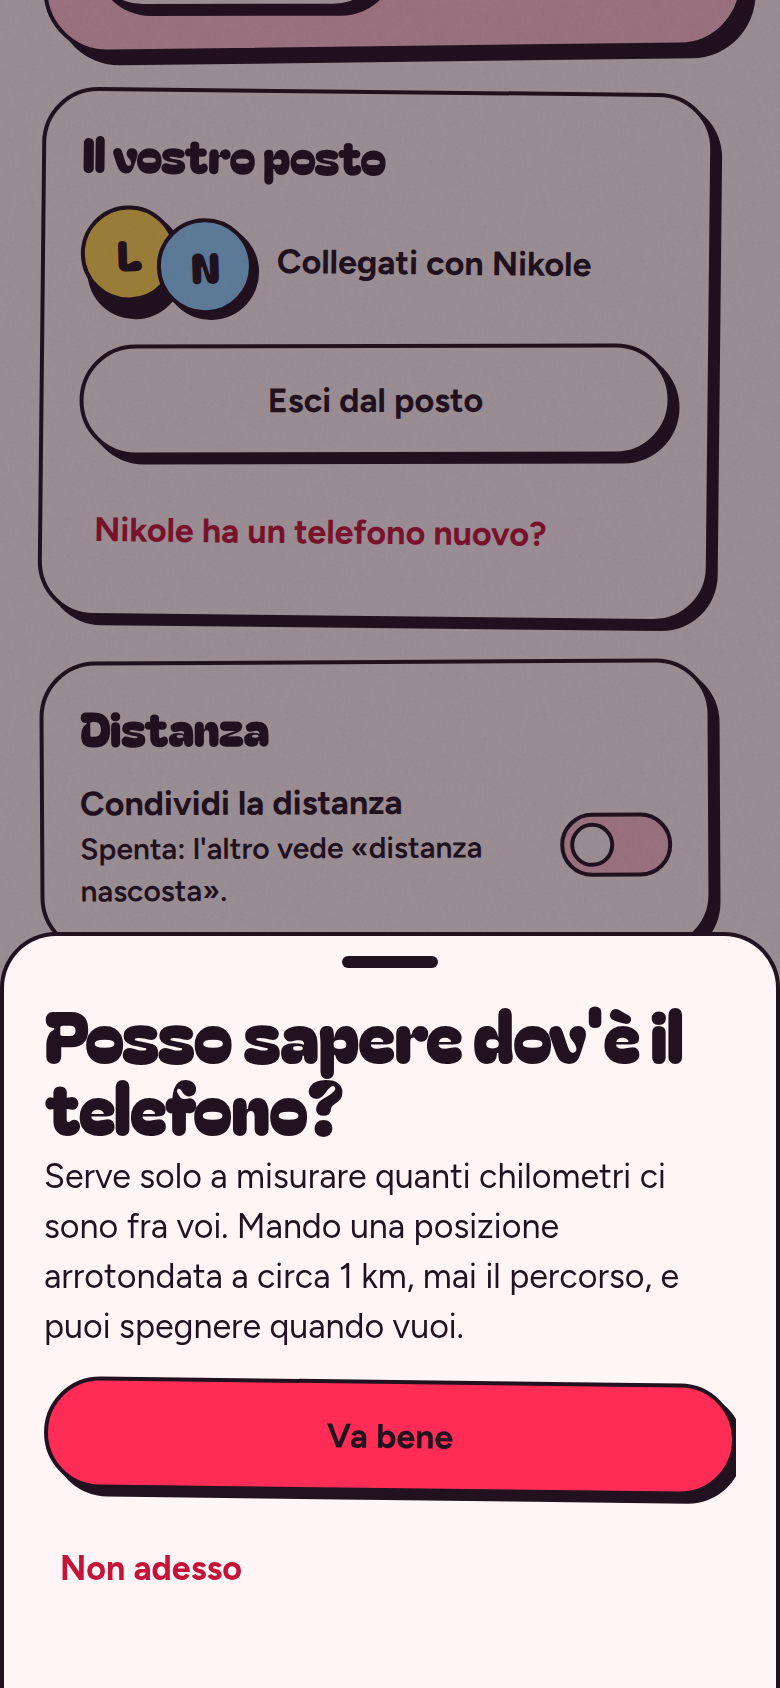 Il vostro posto
L
N
Collegati con Nikole
Esci dal posto
Nikole ha un telefono nuovo?
Distanza
Condividi la distanza
Spenta: l'altro vede «distanza
nascosta».
Posso sapere dov'è il
telefono?
Serve solo a misurare quanti chilometri ci
sono fra voi. Mando una posizione
arrotondata a circa 1 km, mai il percorso, e
puoi spegnere quando vuoi.
Va bene
Non adesso